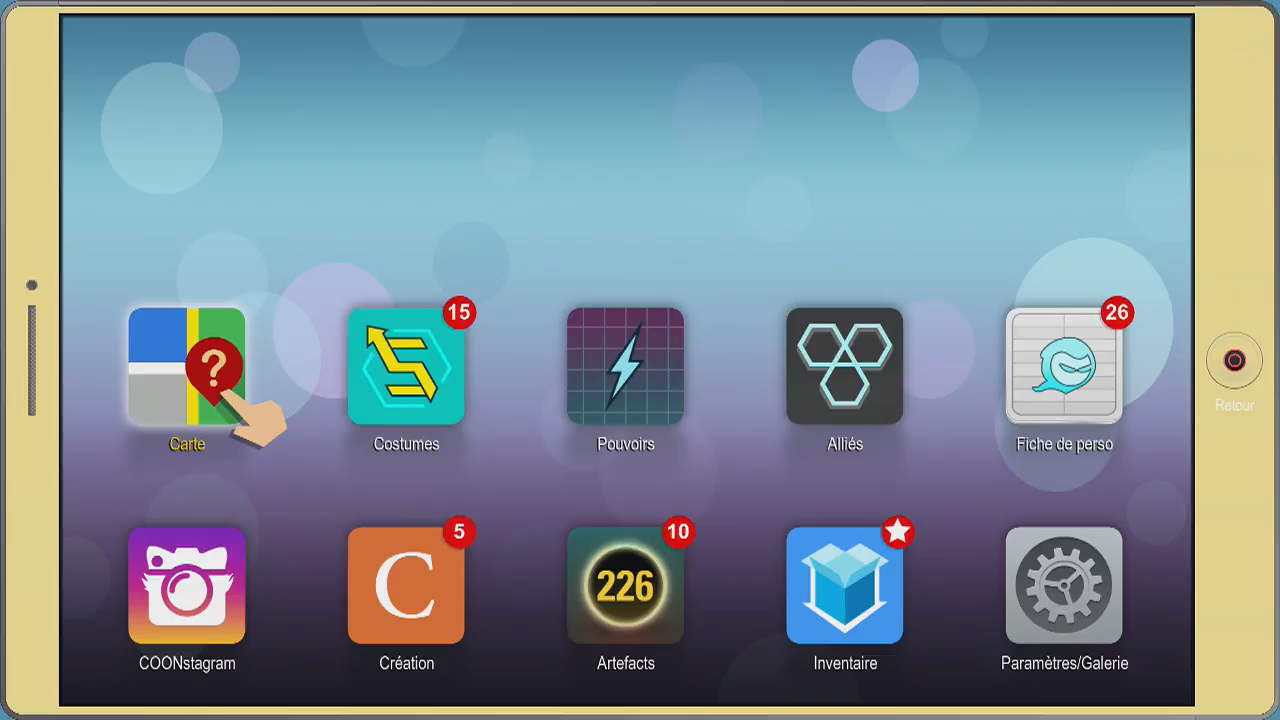 ?
15
26
Carte
Costumes
Pouvoirs
Alliés
Fiche de perso
Retour
5
10
C
226
COONstagram
Création
Artefacts
Inventaire
Paramètres/Galerie